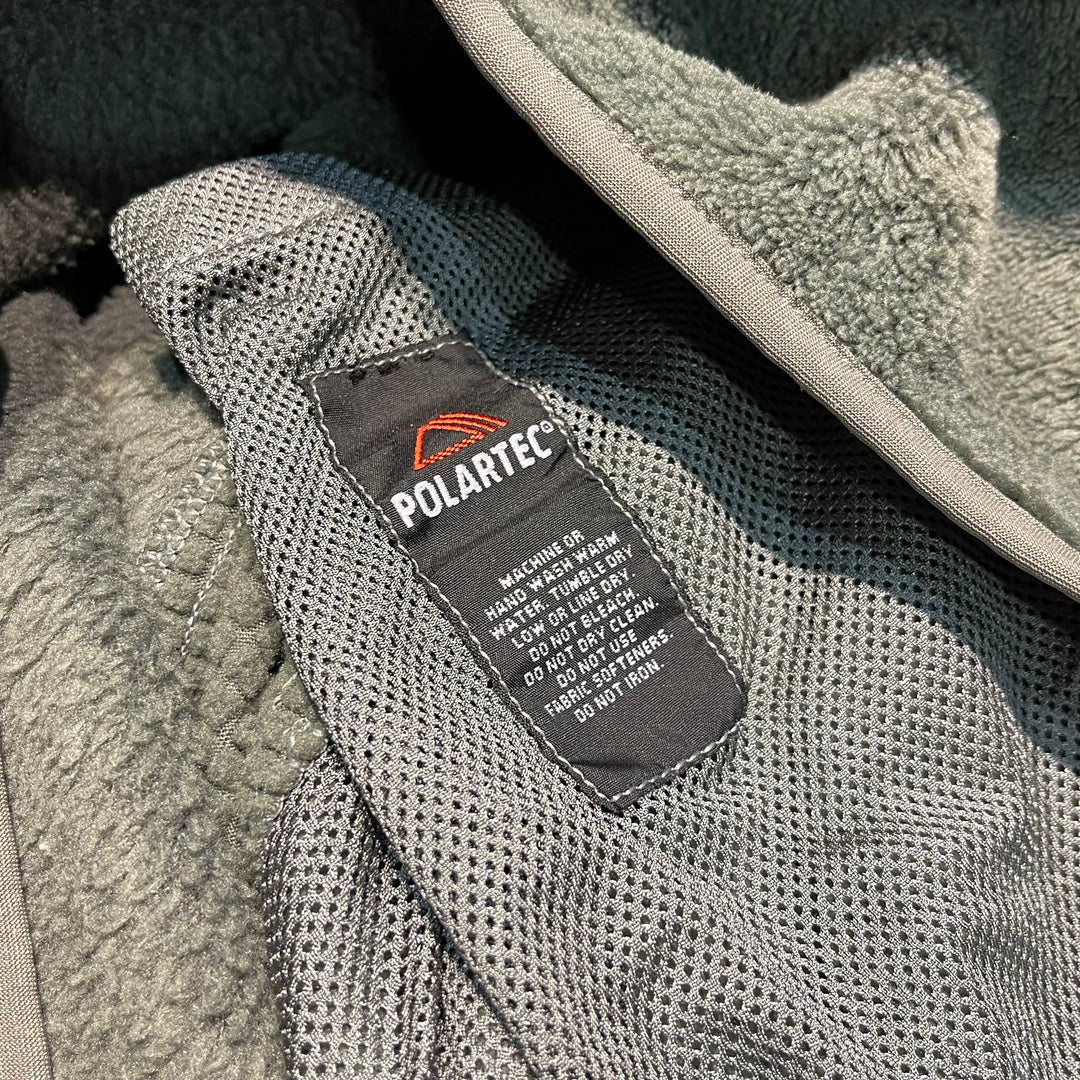 POLARTEC®
MACHINE OR
HAND WASH WARM
WATER. TUMBLE DRY
LOW OR LINE DRY.
DO NOT BLEACH.
DO NOT DRY CLEAN.
DO NOT USE
FABRIC SOFTENERS.
DO NOT IRON.